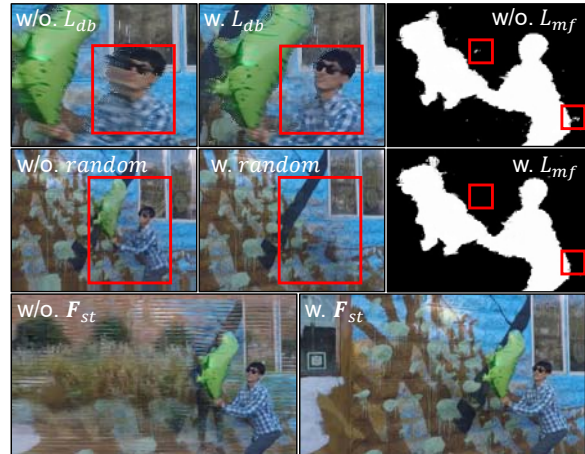 w/o. L_db
w. L_db
w/o. L_mf
w/o. random
w. random
w. L_mf
w/o. F_st
w. F_st